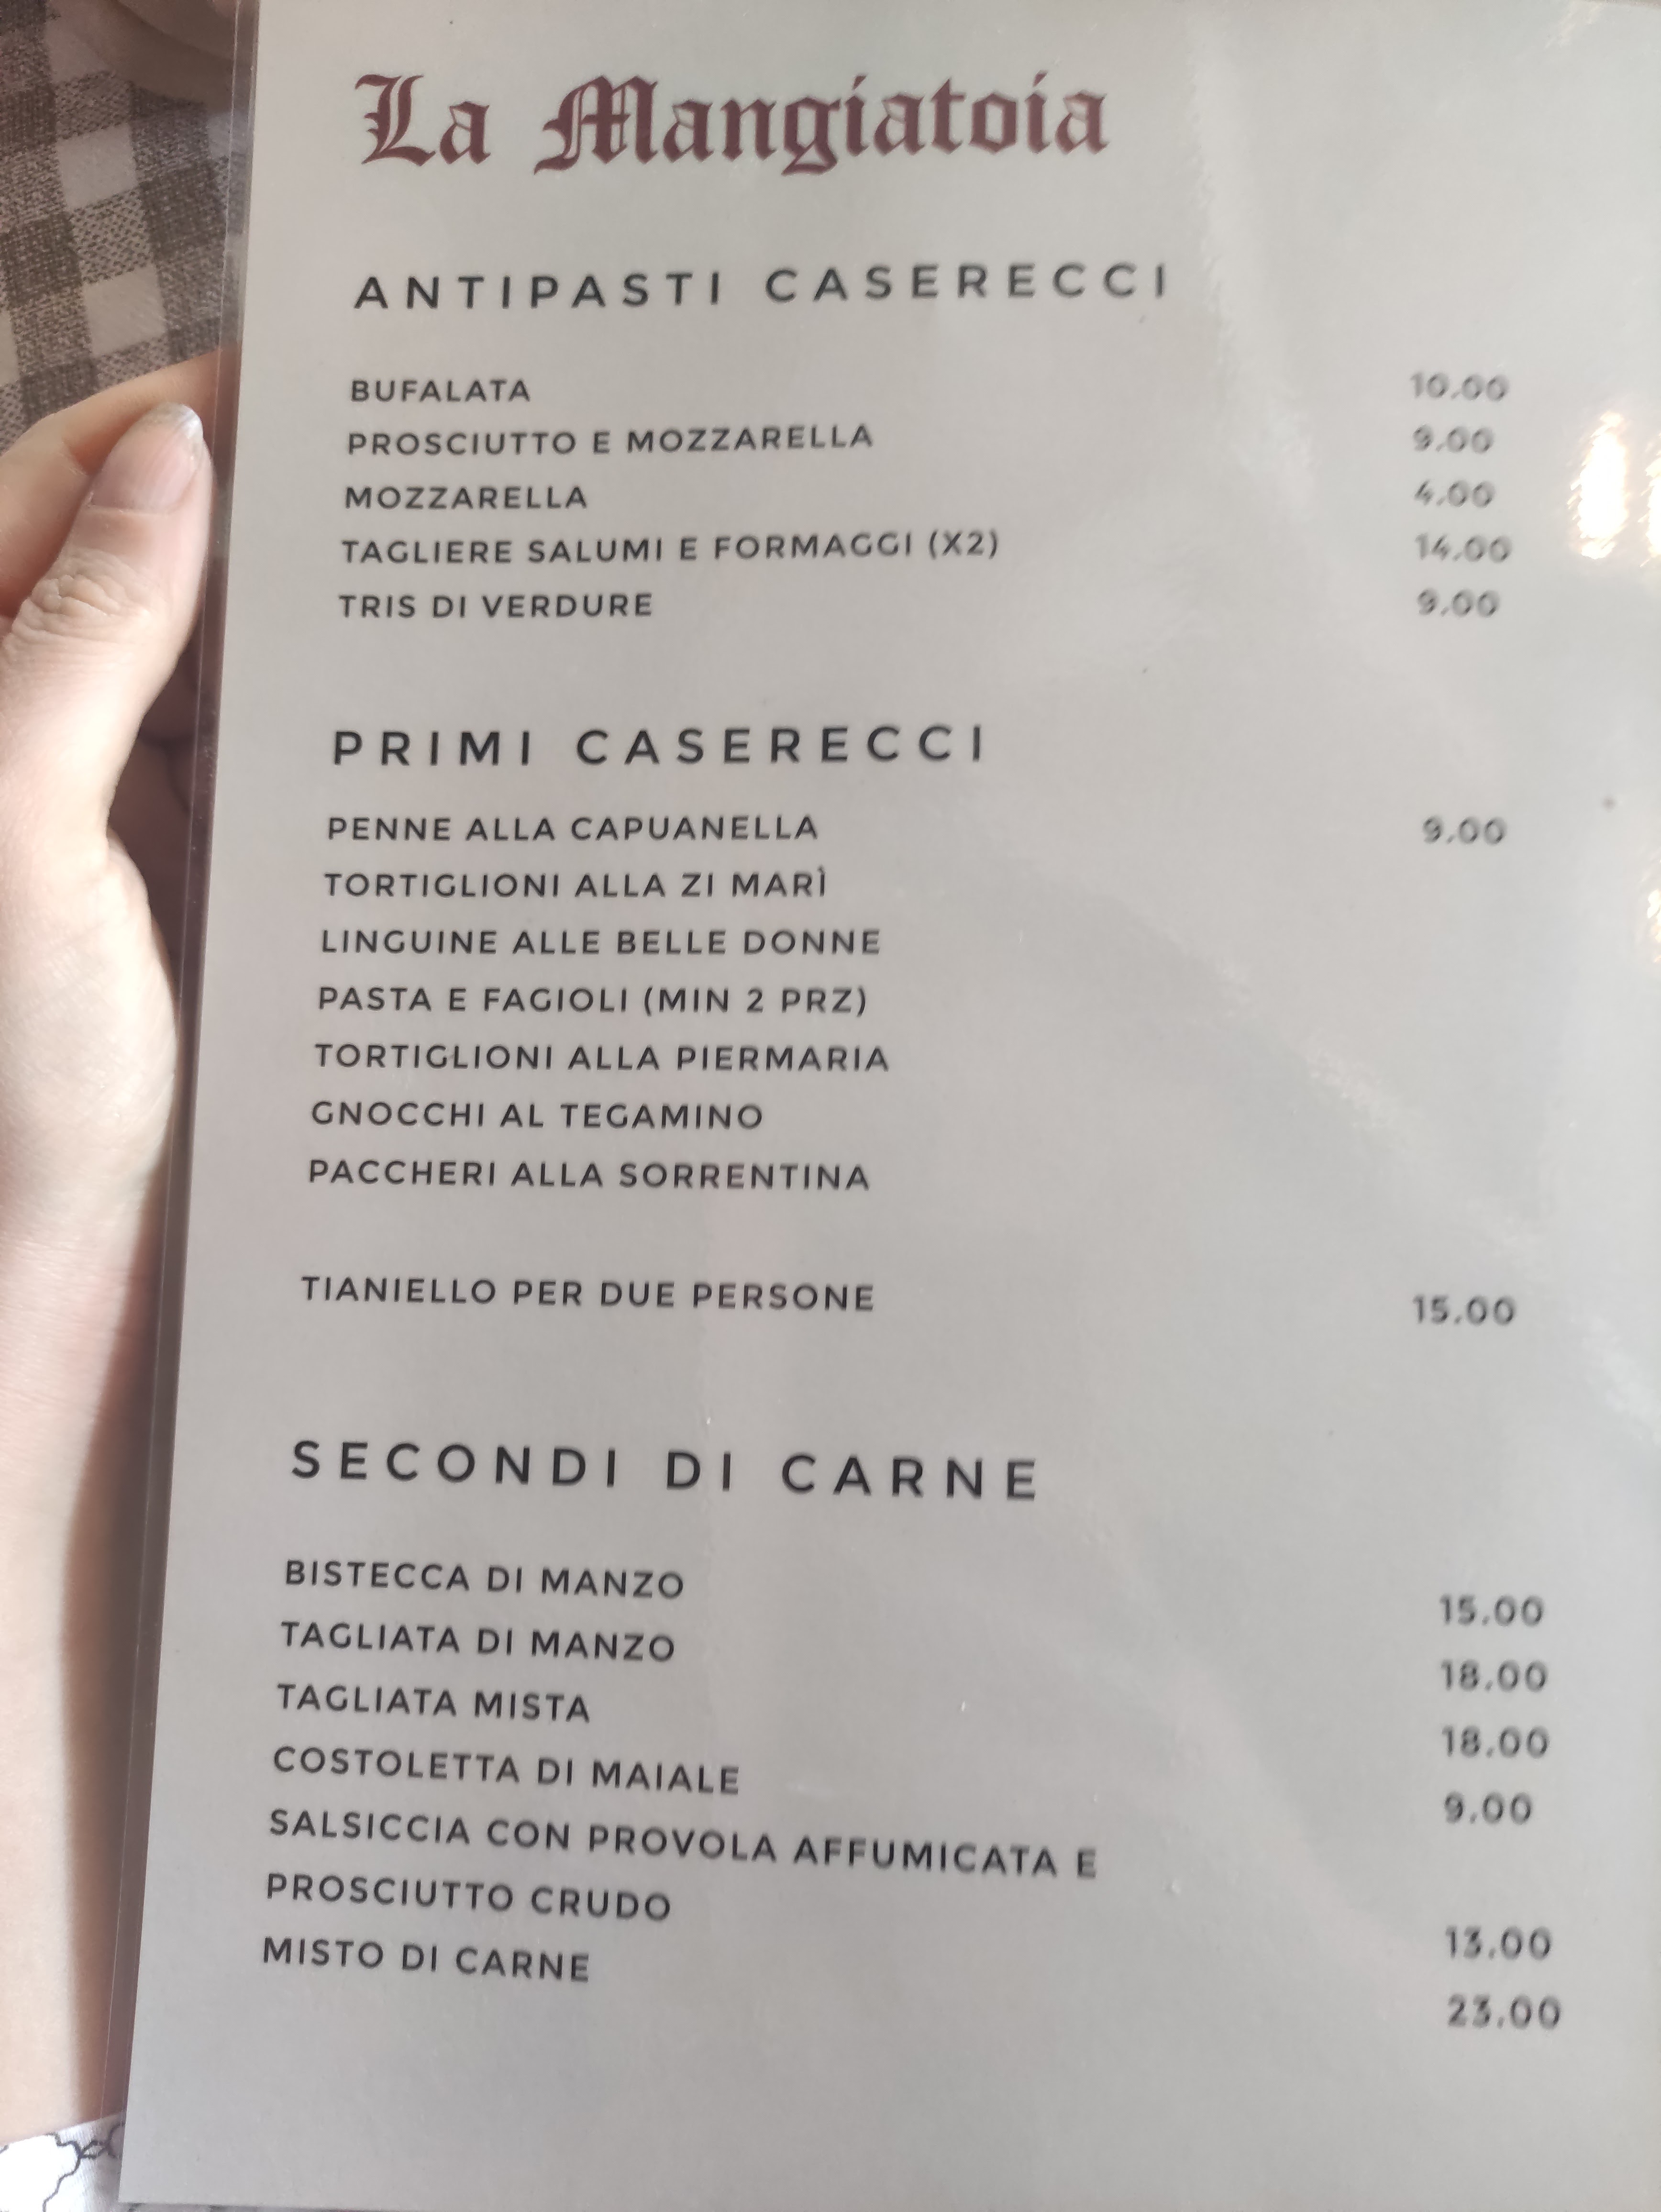 La Mangiatoia
ANTIPASTI CASERECCI
BUFALATA 10.00
PROSCIUTTO E MOZZARELLA 9.00
MOZZARELLA 4.00
TAGLIERE SALUMI E FORMAGGI (X2) 14.00
TRIS DI VERDURE 9.00
PRIMI CASERECCI
PENNE ALLA CAPUANELLA 9.00
TORTIGLIONI ALLA ZI MARÌ
LINGUINE ALLE BELLE DONNE
PASTA E FAGIOLI (MIN 2 PRZ)
TORTIGLIONI ALLA PIERMARIA
GNOCCHI AL TEGAMINO
PACCHERI ALLA SORRENTINA
TIANIELLO PER DUE PERSONE 15.00
SECONDI DI CARNE
BISTECCA DI MANZO 15.00
TAGLIATA DI MANZO 18.00
TAGLIATA MISTA 18.00
COSTOLETTA DI MAIALE 9.00
SALSICCIA CON PROVOLA AFFUMICATA E
PROSCIUTTO CRUDO 13.00
MISTO DI CARNE 23.00